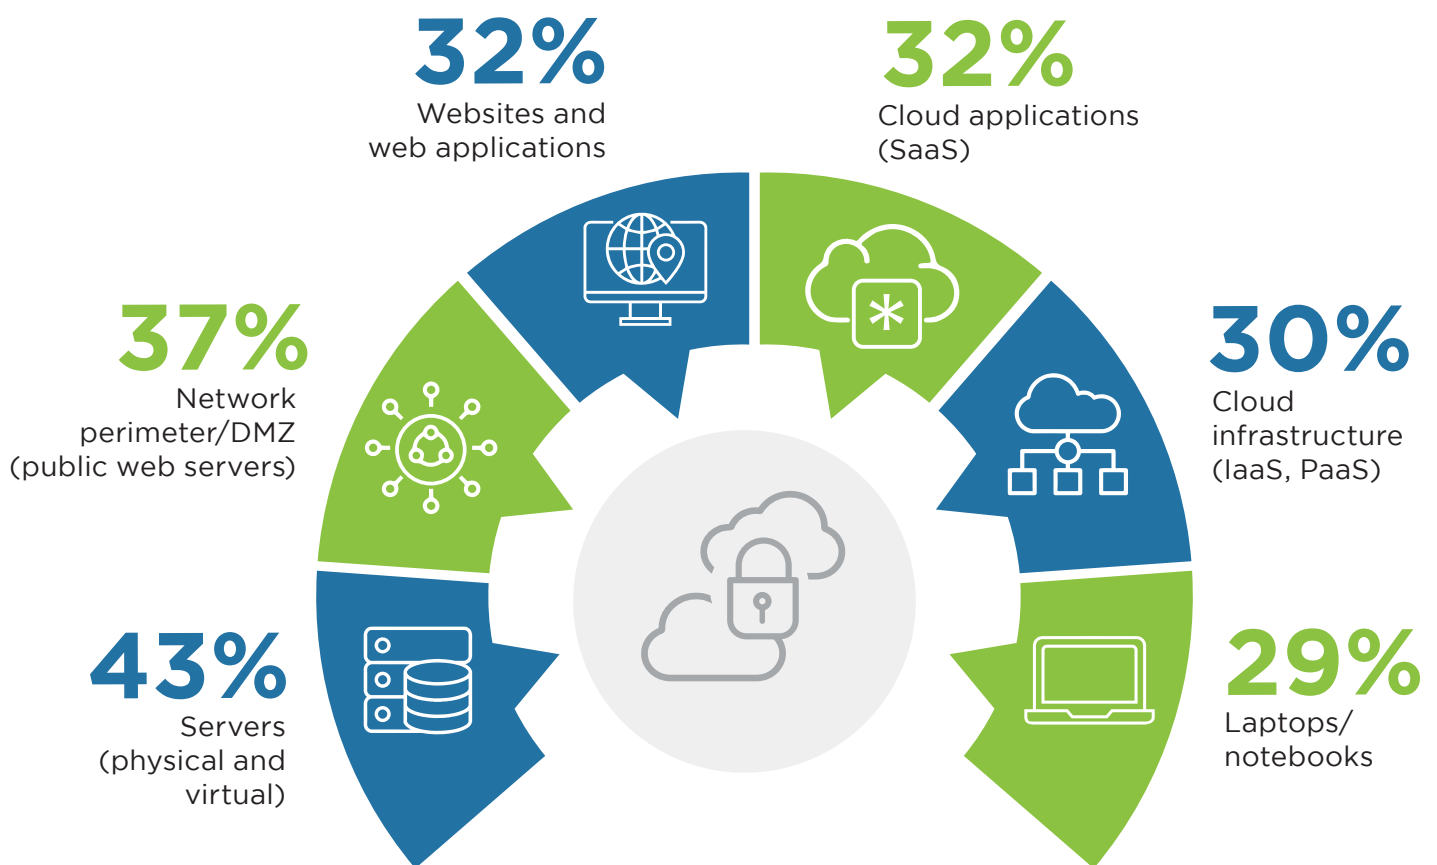 32%
Websites and
web applications
32%
Cloud applications
(SaaS)
37%
Network
perimeter/DMZ
(public web servers)
30%
Cloud
infrastructure
(IaaS, PaaS)
43%
Servers
(physical and
virtual)
29%
Laptops/
notebooks